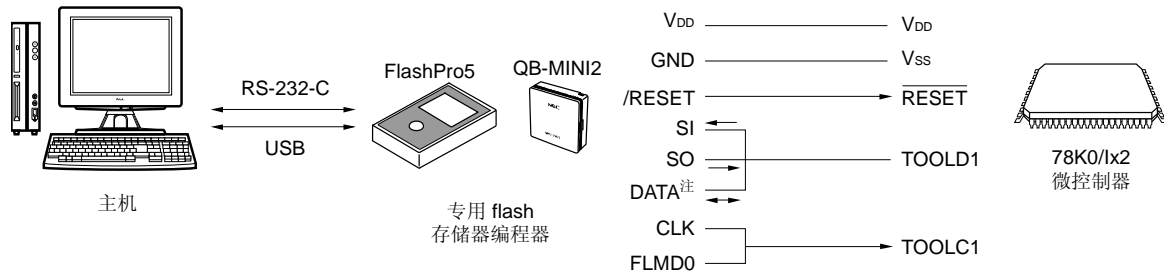 RS-232-C
USB
主机
FlashPro5
QB-MINI2
专用 flash
存储器编程器
VDD
VDD
GND
VSS
/RESET
RESET
SI
SO
TOOLD1
DATA注
CLK
FLMD0
TOOLC1
78K0/Ix2
微控制器